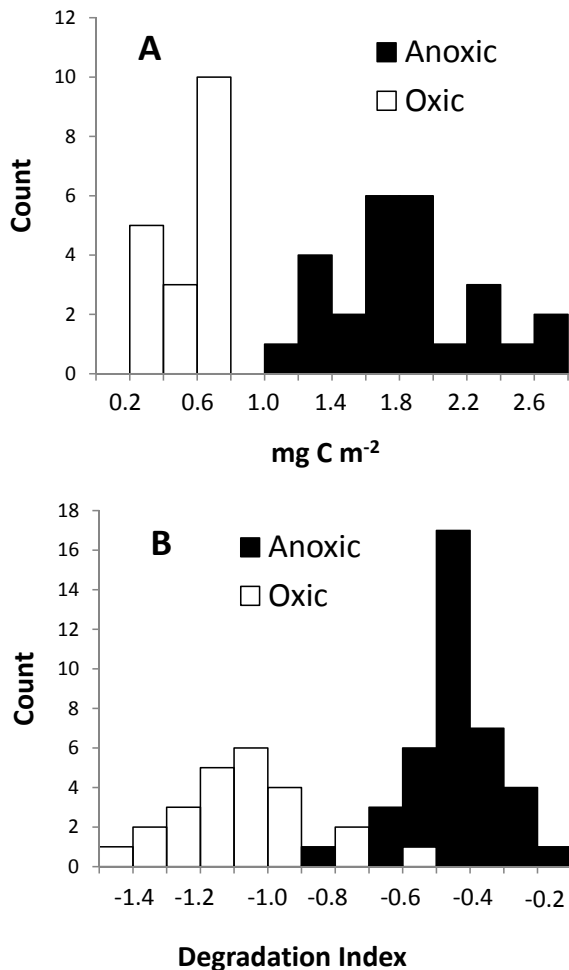 12
10
8
6
4
2
0
Count
A
Anoxic
Oxic
0.2 0.6 1.0 1.4 1.8 2.2 2.6
mg C m⁻²
18
16
14
12
10
8
6
4
2
0
Count
B
Anoxic
Oxic
-1.4 -1.2 -1.0 -0.8 -0.6 -0.4 -0.2
Degradation Index